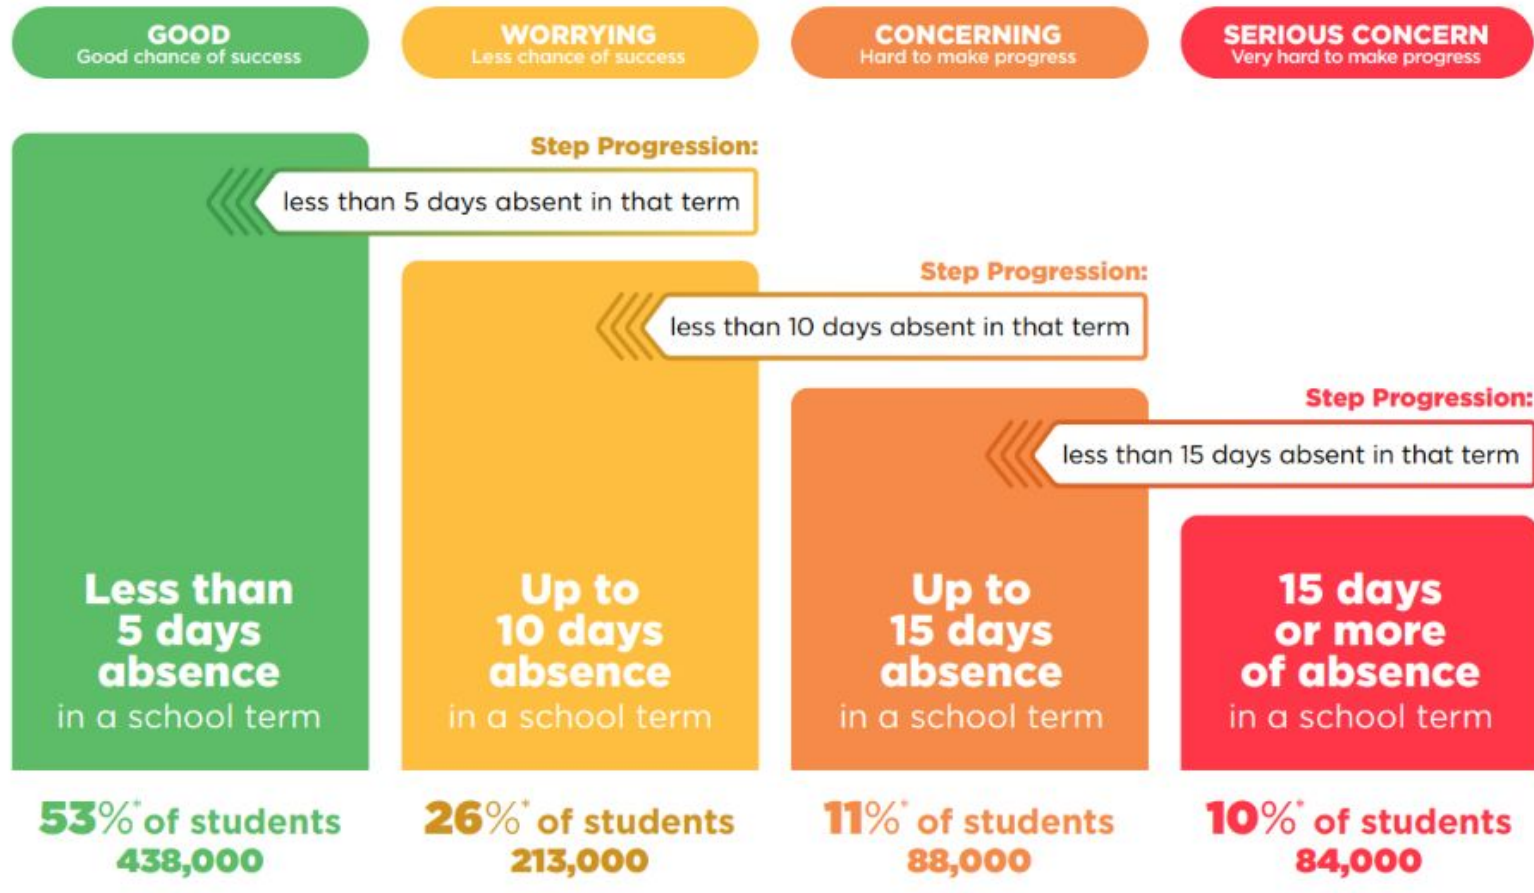 GOOD
Good chance of success
WORRYING
Less chance of success
CONCERNING
Hard to make progress
SERIOUS CONCERN
Very hard to make progress
Step Progression:
less than 5 days absent in that term
Step Progression:
less than 10 days absent in that term
Step Progression:
less than 15 days absent in that term
Less than
5 days
absence
in a school term
Up to
10 days
absence
in a school term
Up to
15 days
absence
in a school term
15 days
or more
of absence
in a school term
53%* of students
438,000
26%* of students
213,000
11%* of students
88,000
10%* of students
84,000